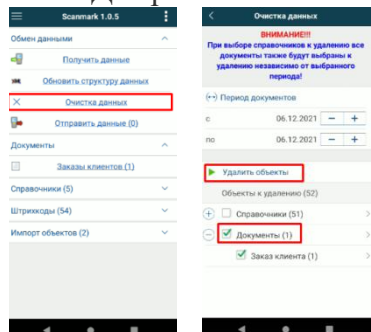 Scanmark 1.0.5
Обмен данными
Получить данные
Обновить структуру данных
Очистка данных
Отправить данные (0)
Документы
Заказы клиентов (1)
Справочники (5)
Штрихкоды (54)
Импорт объектов (2)
Очистка данных
ВНИМАНИЕ!!!
При выборе справочников к удалению все
документы также будут выбраны к
удалению независимо от выбранного
периода!
Период документов
с 06.12.2021 − +
по 06.12.2021 − +
Удалить объекты
Объекты к удалению (52)
Справочники (51)
Документы (1)
Заказ клиента (1)